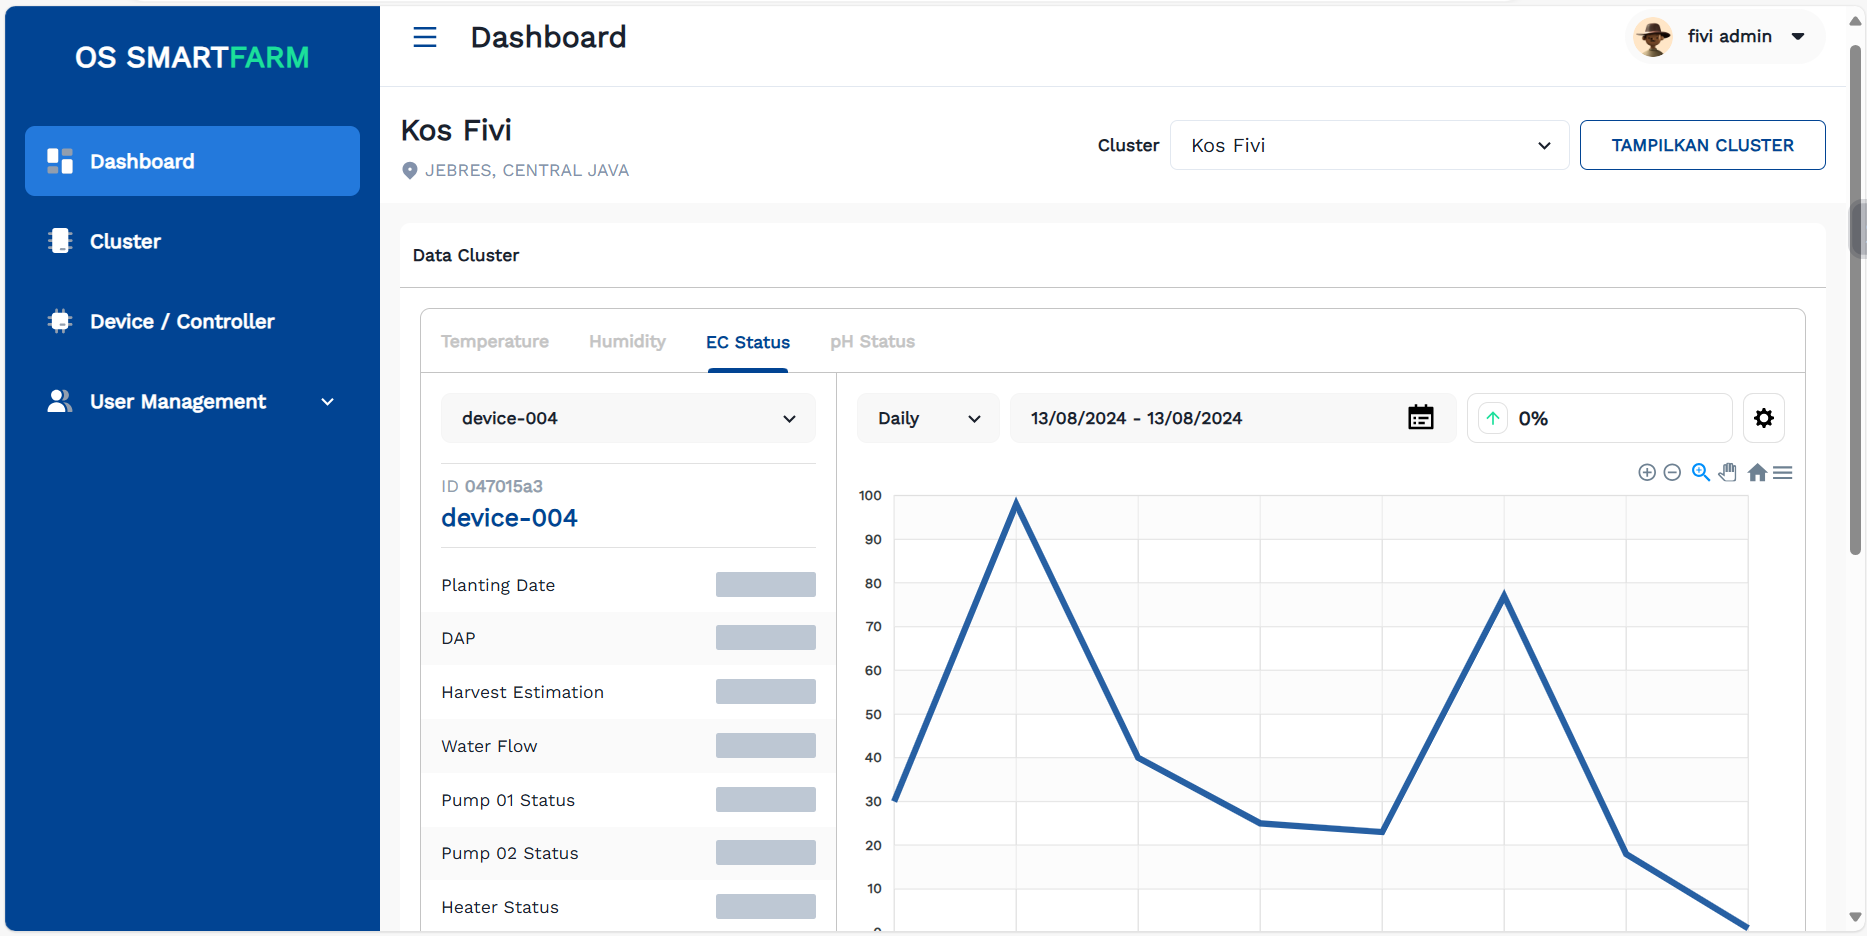 OS SMARTFARM
Dashboard
Cluster
Device / Controller
User Management
Dashboard
fivi admin
Kos Fivi
JEBRES, CENTRAL JAVA
Cluster
Kos Fivi
TAMPILKAN CLUSTER
Data Cluster
Temperature
Humidity
EC Status
pH Status
device-004
ID 047015a3
device-004
Planting Date
DAP
Harvest Estimation
Water Flow
Pump 01 Status
Pump 02 Status
Heater Status
Daily
13/08/2024 - 13/08/2024
0%
100
90
80
70
60
50
40
30
20
10